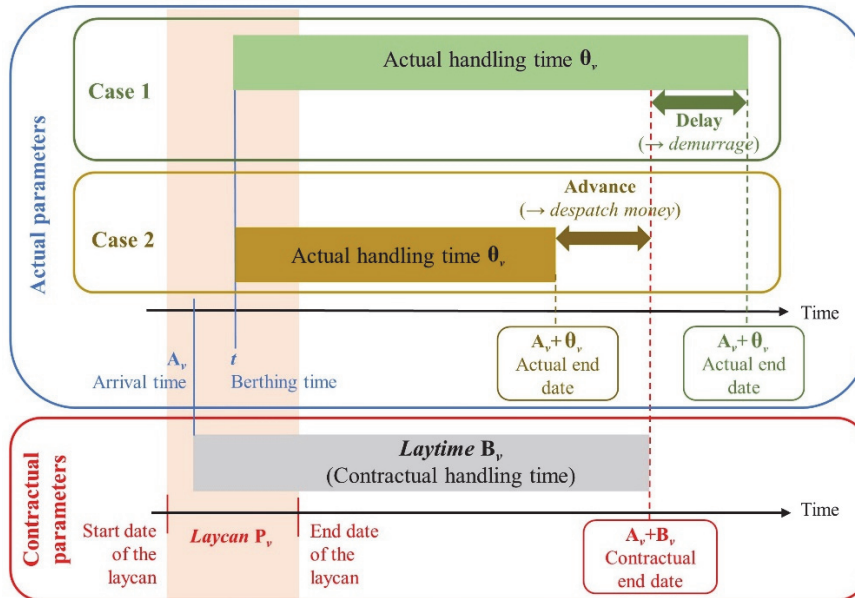 Actual parameters
Case 1
Actual handling time θᵥ
Delay
(→ demurrage)
Case 2
Advance
(→ despatch money)
Actual handling time θᵥ
Time
Aᵥ
Arrival time
t
Berthing time
Aᵥ+θᵥ
Actual end
date
Aᵥ+θᵥ
Actual end
date
Contractual
parameters
Laytime Bᵥ
(Contractual handling time)
Time
Start date
of the
laycan
Laycan Pᵥ
End date
of the
laycan
Aᵥ+Bᵥ
Contractual
end date